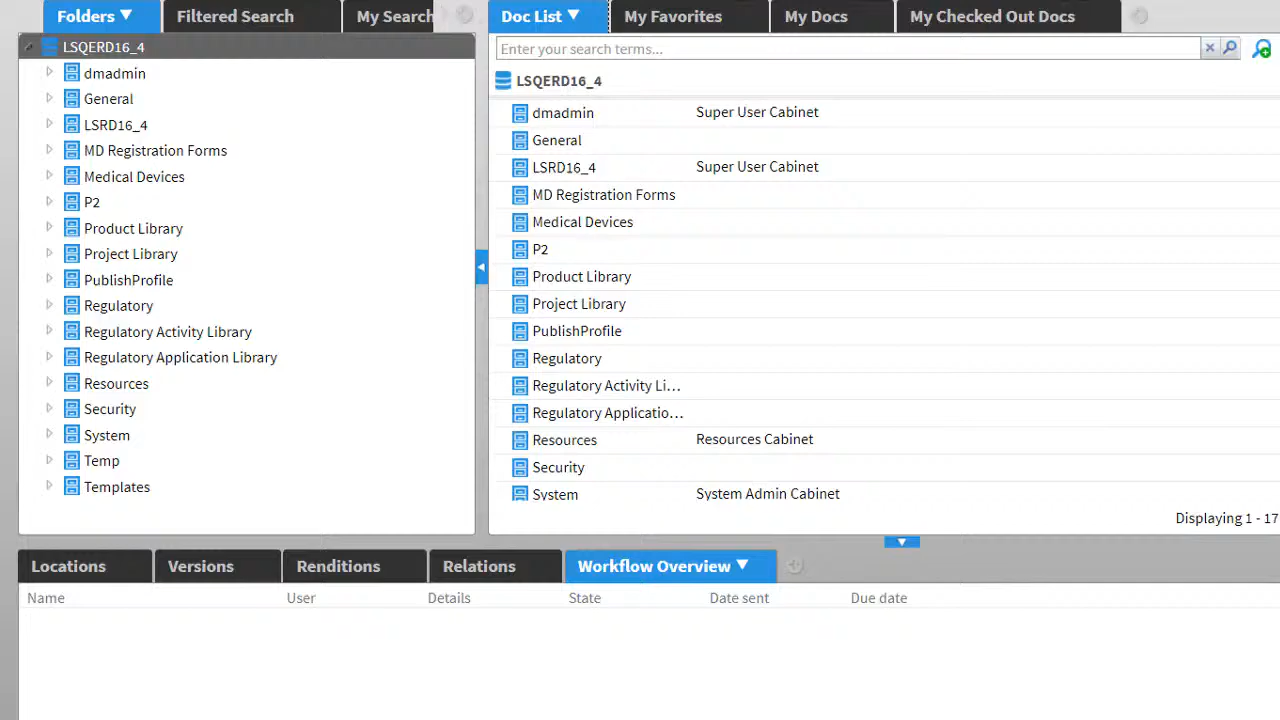 Folders
Filtered Search
My Search
Doc List
My Favorites
My Docs
My Checked Out Docs
LSQERD16_4
dmadmin
General
LSRD16_4
MD Registration Forms
Medical Devices
P2
Product Library
Project Library
PublishProfile
Regulatory
Regulatory Activity Library
Regulatory Application Library
Resources
Security
System
Temp
Templates
Enter your search terms...
LSQERD16_4
dmadmin Super User Cabinet
General
LSRD16_4 Super User Cabinet
MD Registration Forms
Medical Devices
P2
Product Library
Project Library
PublishProfile
Regulatory
Regulatory Activity Li...
Regulatory Applicatio...
Resources Resources Cabinet
Security
System System Admin Cabinet
Displaying 1 - 17
Locations
Versions
Renditions
Relations
Workflow Overview
Name User Details State Date sent Due date